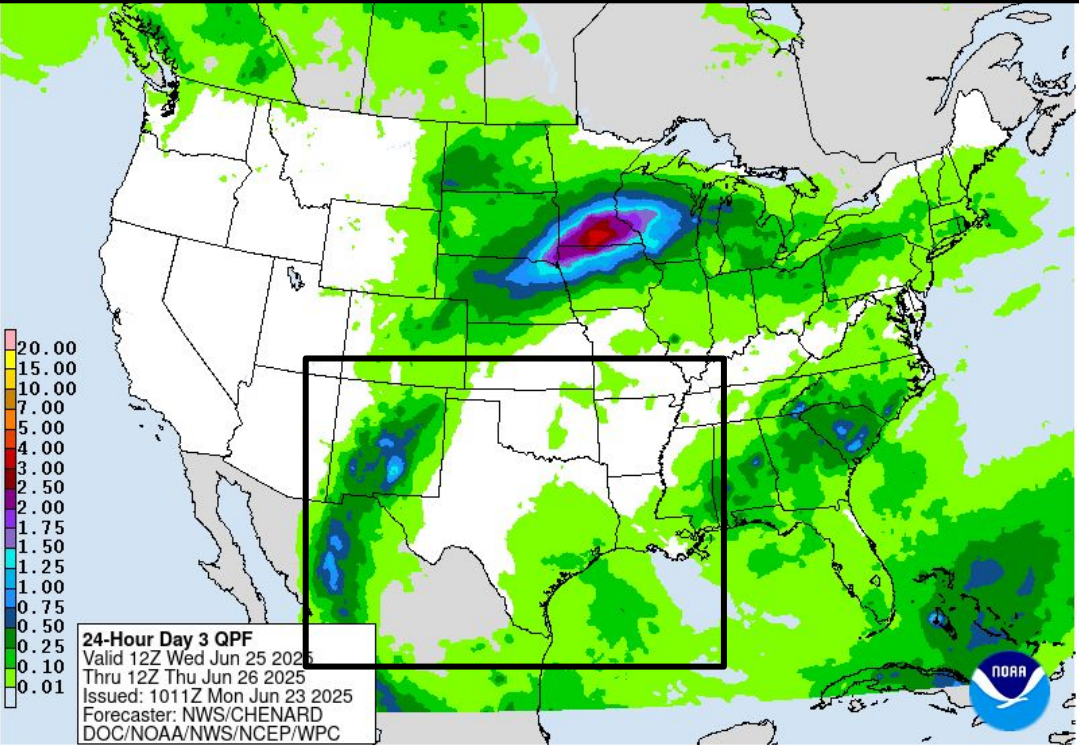 20.00
15.00
10.00
7.00
5.00
4.00
3.00
2.50
2.00
1.75
1.50
1.25
1.00
0.75
0.50
0.25
0.10
0.01
24-Hour Day 3 QPF
Valid 12Z Wed Jun 25 2025
Thru 12Z Thu Jun 26 2025
Issued: 1011Z Mon Jun 23 2025
Forecaster: NWS/CHENARD
DOC/NOAA/NWS/NCEP/WPC
NOAA